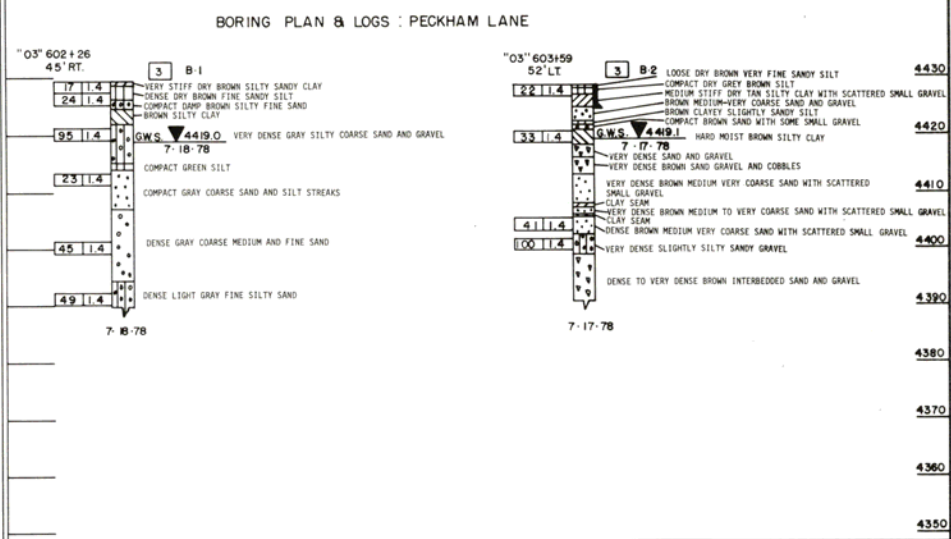 BORING PLAN & LOGS : PECKHAM LANE
"03" 602+26
45' RT.
3 B-1
17 1.4
VERY STIFF DRY BROWN SILTY SANDY CLAY
DENSE DRY BROWN FINE SANDY SILT
24 1.4
COMPACT DAMP BROWN SILTY FINE SAND
BROWN SILTY CLAY
95 1.4
G.W.S. 4419.0
7-18-78
VERY DENSE GRAY SILTY COARSE SAND AND GRAVEL
COMPACT GREEN SILT
23 1.4
COMPACT GRAY COARSE SAND AND SILT STREAKS
45 1.4
DENSE GRAY COARSE MEDIUM AND FINE SAND
49 1.4
DENSE LIGHT GRAY FINE SILTY SAND
7-18-78
"03" 603+59
52' LT.
3 B-2
LOOSE DRY BROWN VERY FINE SANDY SILT
COMPACT DRY GREY BROWN SILT
22 1.4
MEDIUM STIFF DRY TAN SILTY CLAY WITH SCATTERED SMALL GRAVEL
BROWN MEDIUM-VERY COARSE SAND AND GRAVEL
BROWN CLAYEY SLIGHTLY SANDY SILT
COMPACT BROWN SAND WITH SOME SMALL GRAVEL
33 1.4
G.W.S. 4419.1
7-17-78
HARD MOIST BROWN SILTY CLAY
VERY DENSE SAND AND GRAVEL
VERY DENSE BROWN SAND GRAVEL AND COBBLES
VERY DENSE BROWN MEDIUM VERY COARSE SAND WITH SCATTERED
SMALL GRAVEL
CLAY SEAM
VERY DENSE BROWN MEDIUM TO VERY COARSE SAND WITH SCATTERED SMALL GRAVEL
CLAY SEAM
41 1.4
DENSE BROWN MEDIUM VERY COARSE SAND WITH SCATTERED SMALL GRAVEL
100 1.4
VERY DENSE SLIGHTLY SILTY SANDY GRAVEL
DENSE TO VERY DENSE BROWN INTERBEDDED SAND AND GRAVEL
7-17-78
4430
4420
4410
4400
4390
4380
4370
4360
4350